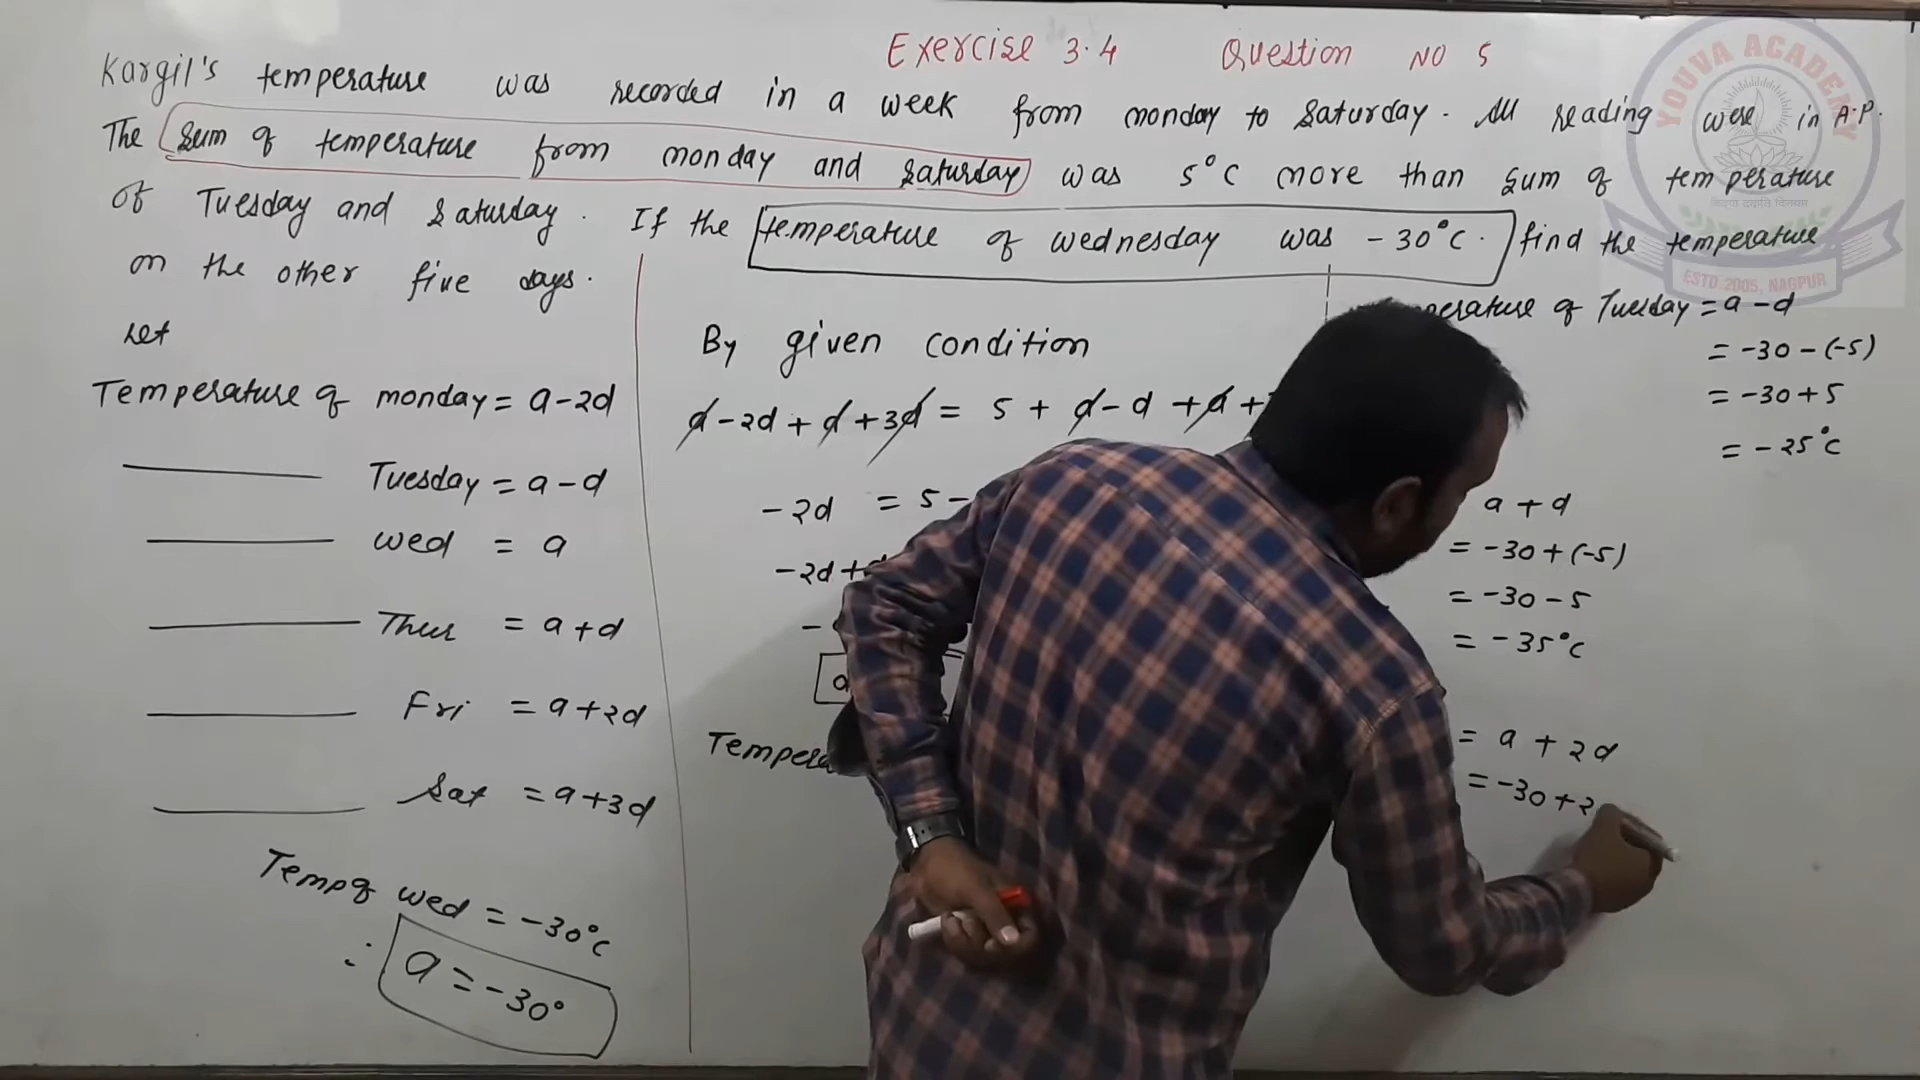 Exercise 3.4 Question NO 5
Kargil's temperature was recorded in a week from monday to Saturday. All reading were in A.P.
The sum of temperature from monday and saturday was 5°C more than sum of temperature
of Tuesday and Saturday. If the temperature of wednesday was -30°C. find the temperature
on the other five days.
Let
Temperature of monday = a-2d
Tuesday = a-d
wed = a
Thur = a+d
Fri = a+2d
Sat = a+3d
Temp of wed = -30°C
∴ a = -30°
By given condition
a-2d+a+3d = 5+a-d+a+
-2d = 5-
-2d+
-
Tempera
of Tuesday = a-d
= -30-(-5)
= -30+5
= -25°C
a+d
= -30+(-5)
= -30-5
= -35°C
= a+2d
= -30+2
YOUVA ACADEMY
ESTD.2005, NAGPUR